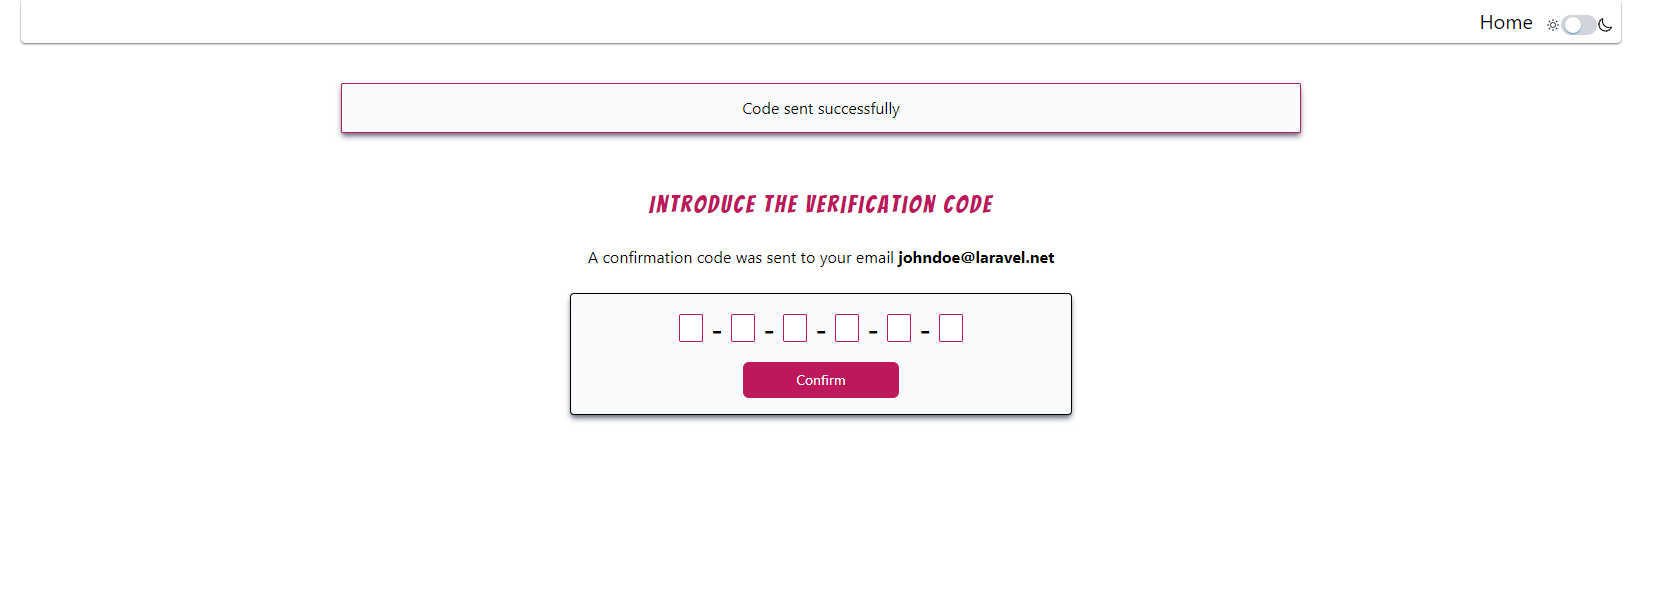 Home
Code sent successfully
INTRODUCE THE VERIFICATION CODE
A confirmation code was sent to your email johndoe@laravel.net
- - - - -
Confirm